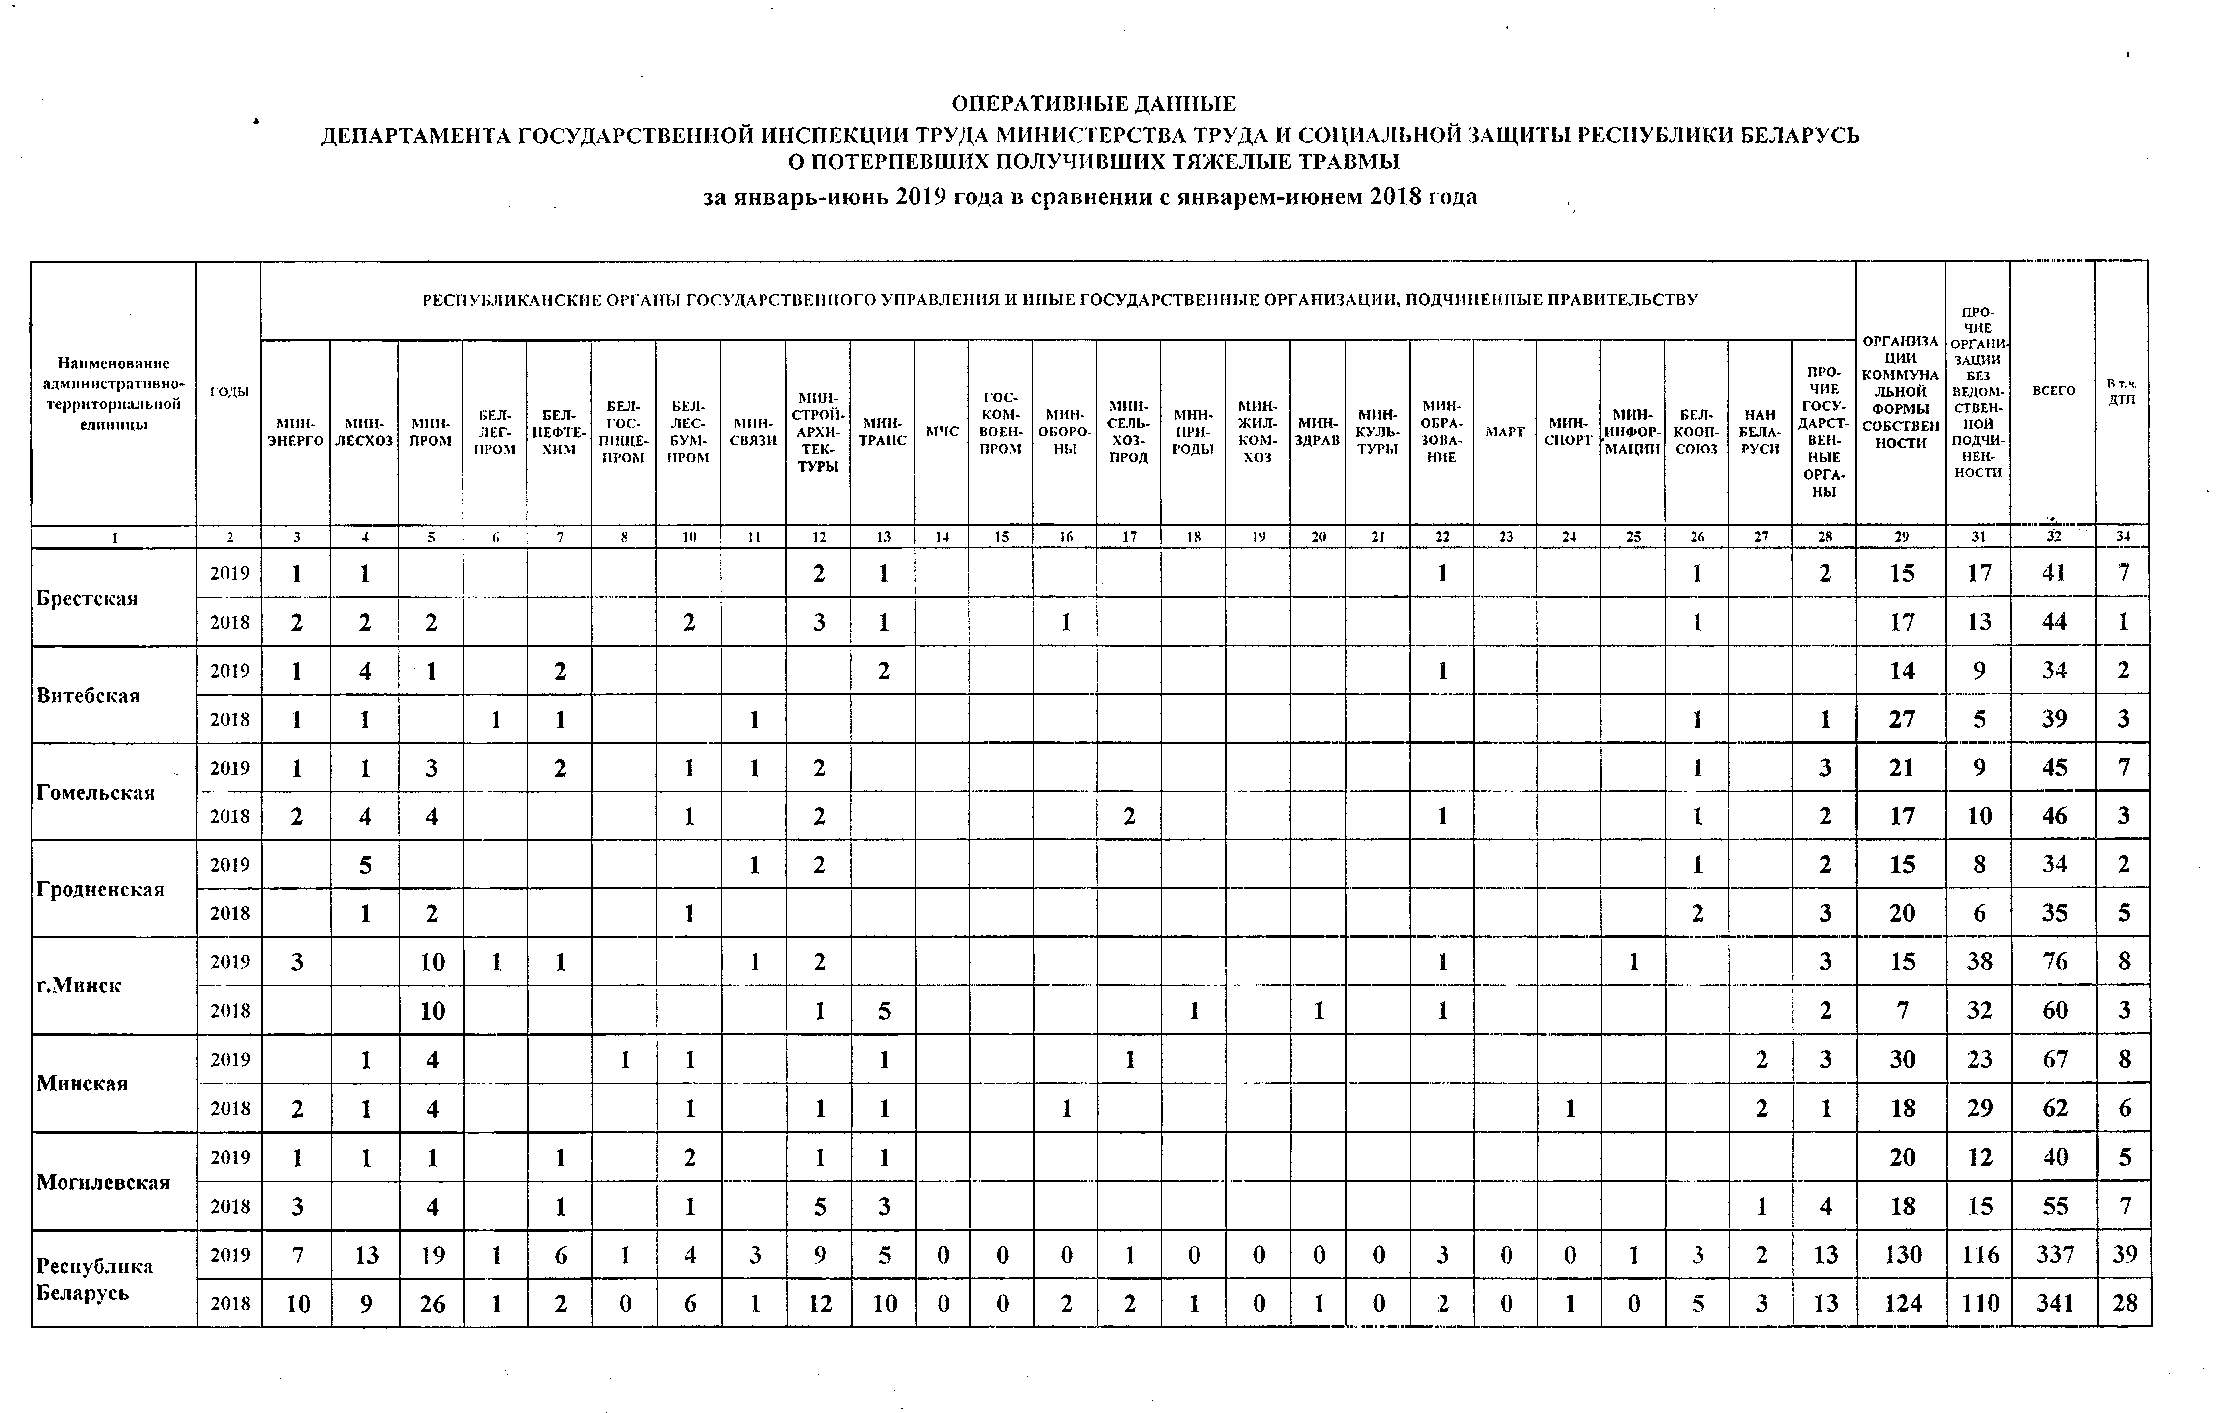 ОПЕРАТИВНЫЕ ДАННЫЕ
ДЕПАРТАМЕНТА ГОСУДАРСТВЕННОЙ ИНСПЕКЦИИ ТРУДА МИНИСТЕРСТВА ТРУДА И СОЦИАЛЬНОЙ ЗАЩИТЫ РЕСПУБЛИКИ БЕЛАРУСЬ
О ПОТЕРПЕВШИХ ПОЛУЧИВШИХ ТЯЖЕЛЫЕ ТРАВМЫ
за январь-июнь 2019 года в сравнении с январем-июнем 2018 года
Наименование административно-территориальной единицы
ГОДЫ
РЕСПУБЛИКАНСКИЕ ОРГАНЫ ГОСУДАРСТВЕННОГО УПРАВЛЕНИЯ И ИНЫЕ ГОСУДАРСТВЕННЫЕ ОРГАНИЗАЦИИ, ПОДЧИНЕННЫЕ ПРАВИТЕЛЬСТВУ
МИН-ЭНЕРГО
МИН-ЛЕСХОЗ
МИН-ПРОМ
БЕЛ-ЛЕГ-ПРОМ
БЕЛ-НЕФТЕ-ХИМ
БЕЛ-ГОС-ПИЩЕ-ПРОМ
БЕЛ-ЛЕС-БУМ-ПРОМ
МИН-СВЯЗИ
МИН-СТРОЙ-АРХИ-ТЕК-ТУРЫ
МИН-ТРАНС
МЧС
ГОС-КОМ-ВОЕН-ПРОМ
МИН-ОБОРО-НЫ
МИН-СЕЛЬ-ХОЗ-ПРОД
МИН-ПРИ-РОДЫ
МИН-ЖИЛ-КОМ-ХОЗ
МИН-ЗДРАВ
МИН-КУЛЬ-ТУРЫ
МИН-ОБРА-ЗОВА-НИЕ
МАРТ
МИН-СПОРТ
МИН-ИНФОР-МАЦИИ
БЕЛ-КООП-СОЮЗ
НАН БЕЛА-РУСИ
ПРО-ЧИЕ ГОСУ-ДАРСТ-ВЕН-НЫЕ ОРГА-НЫ
ОРГАНИЗА ЦИИ КОММУНА ЛЬНОЙ ФОРМЫ СОБСТВЕН НОСТИ
ПРО-ЧИЕ ОРГАНИ-ЗАЦИИ БЕЗ ВЕДОМ-СТВЕН-НОЙ ПОДЧИ-НЕН-НОСТИ
ВСЕГО
В т.ч. ДТП
1 2 3 4 5 6 7 8 10 11 12 13 14 15 16 17 18 19 20 21 22 23 24 25 26 27 28 29 31 32 34
Брестская
2019 1 1 2 1 1 1 2 15 17 41 7
2018 2 2 2 2 3 1 1 1 17 13 44 1
Витебская
2019 1 4 1 2 2 1 14 9 34 2
2018 1 1 1 1 1 1 1 27 5 39 3
Гомельская
2019 1 1 3 2 1 1 2 1 3 21 9 45 7
2018 2 4 4 1 2 2 1 1 2 17 10 46 3
Гродненская
2019 5 1 2 1 2 15 8 34 2
2018 1 2 1 2 3 20 6 35 5
г.Минск
2019 3 10 1 1 1 2 1 1 3 15 38 76 8
2018 10 1 5 1 1 1 2 7 32 60 3
Минская
2019 1 4 1 1 1 1 2 3 30 23 67 8
2018 2 1 4 1 1 1 1 1 2 1 18 29 62 6
Могилевская
2019 1 1 1 1 2 1 1 20 12 40 5
2018 3 4 1 1 5 3 1 4 18 15 55 7
Республика Беларусь
2019 7 13 19 1 6 1 4 3 9 5 0 0 0 1 0 0 0 0 3 0 0 1 3 2 13 130 116 337 39
2018 10 9 26 1 2 0 6 1 12 10 0 0 2 2 1 0 1 0 2 0 1 0 5 3 13 124 110 341 28